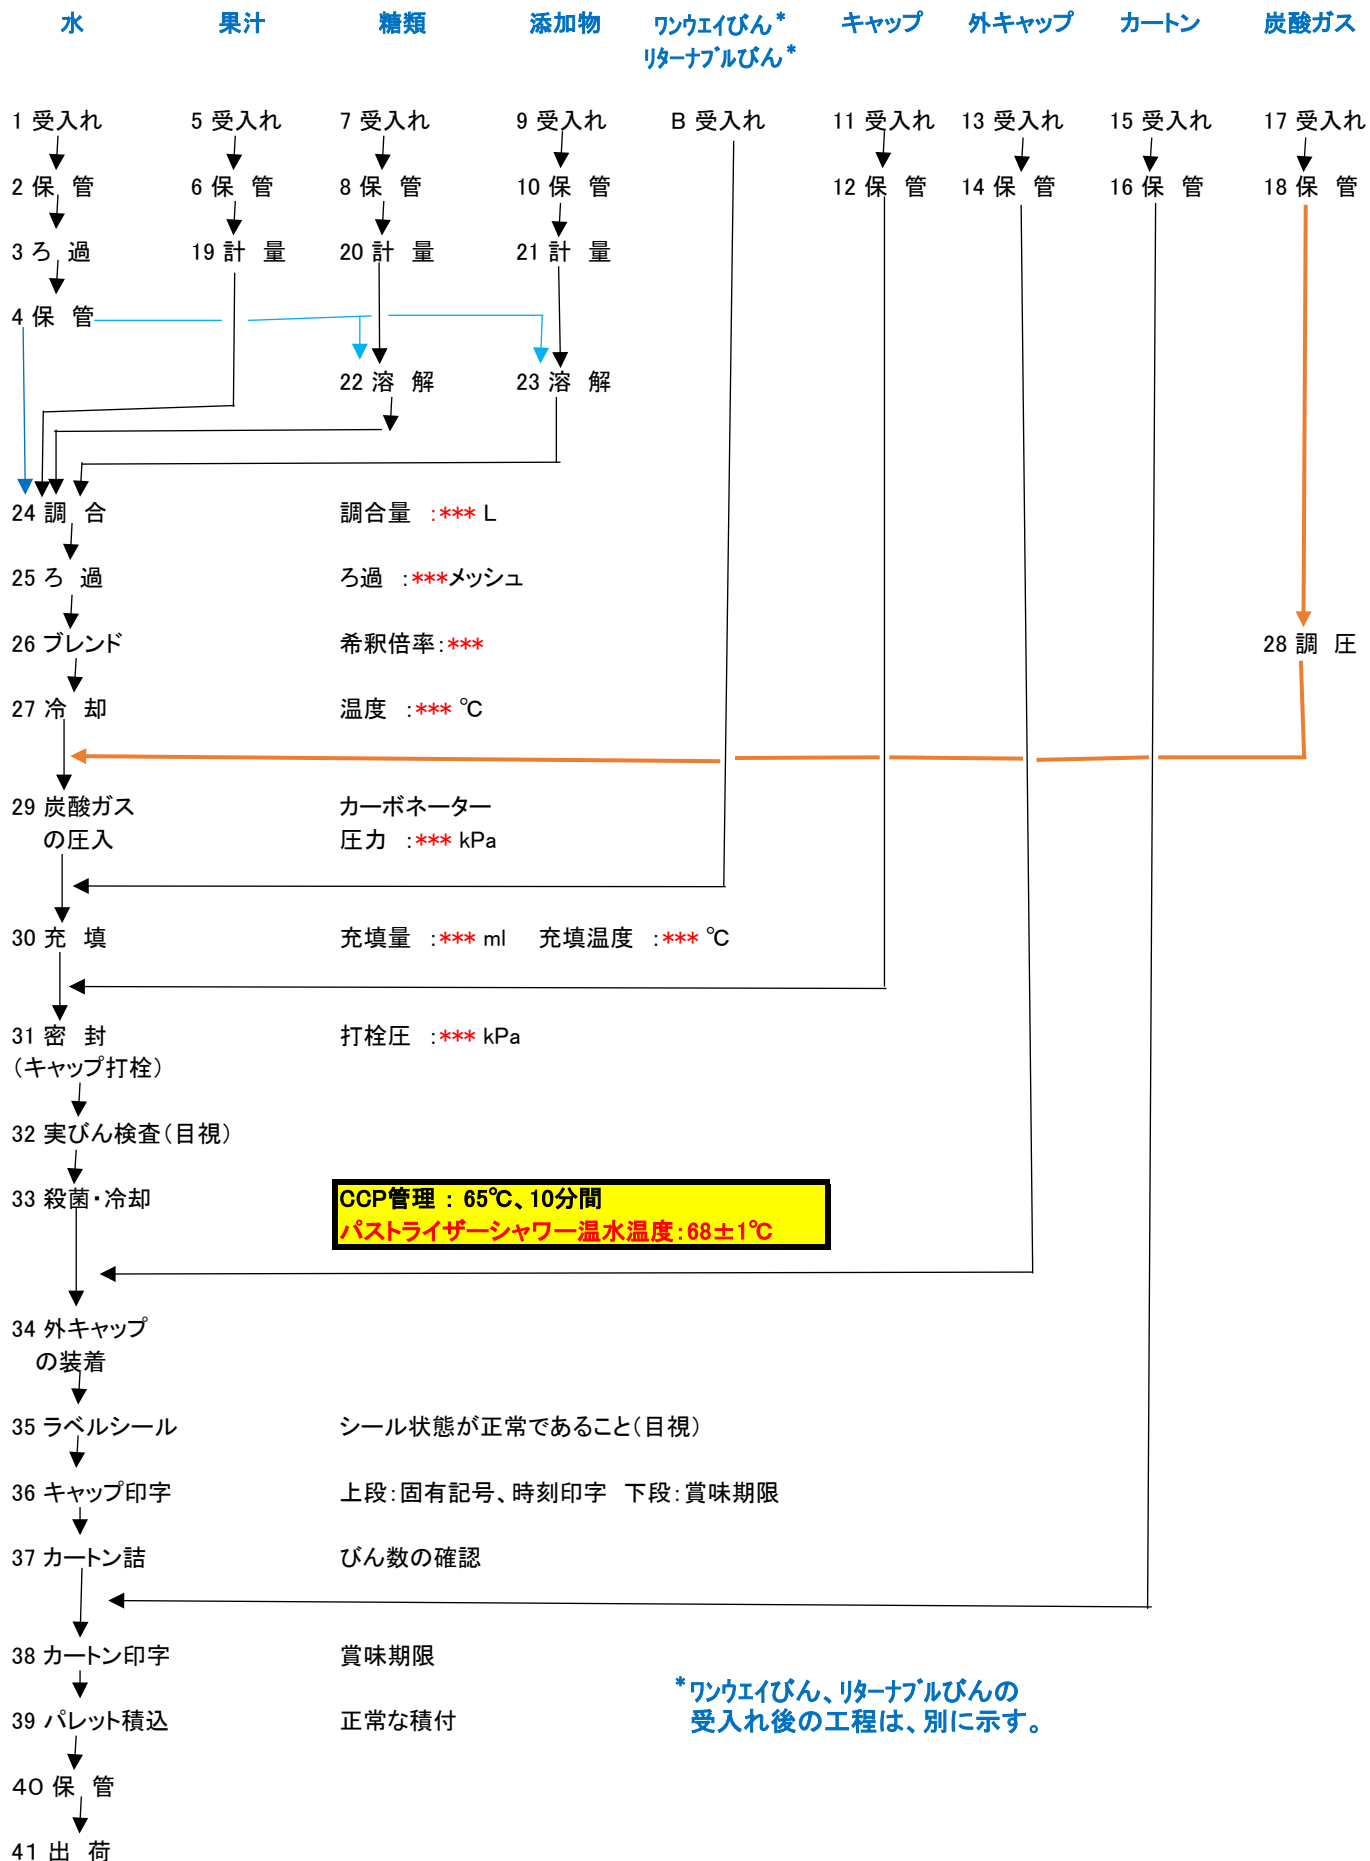 水 果汁 糖類 添加物 ワンウエイびん* キャップ 外キャップ カートン 炭酸ガス
リターナブルびん*
1 受入れ 5 受入れ 7 受入れ 9 受入れ B 受入れ 11 受入れ 13 受入れ 15 受入れ 17 受入れ
2 保 管 6 保 管 8 保 管 10 保 管 12 保 管 14 保 管 16 保 管 18 保 管
3 ろ 過 19 計 量 20 計 量 21 計 量
4 保 管
22 溶 解 23 溶 解
24 調 合 調合量 :*** L
25 ろ 過 ろ過 :***メッシュ
26 ブレンド 希釈倍率:*** 28 調 圧
27 冷 却 温度 :*** ℃
29 炭酸ガス カーボネーター
の圧入 圧力 :*** kPa
30 充 填 充填量 :*** ml 充填温度 :*** ℃
31 密 封 打栓圧 :*** kPa
(キャップ打栓)
32 実びん検査(目視)
33 殺菌・冷却 CCP管理 : 65℃、10分間
パストライザーシャワー温水温度:68±1℃
34 外キャップ
の装着
35 ラベルシール シール状態が正常であること(目視)
36 キャップ印字 上段:固有記号、時刻印字 下段:賞味期限
37 カートン詰 びん数の確認
38 カートン印字 賞味期限
*ワンウエイびん、リターナブルびんの
39 パレット積込 正常な積付 受入れ後の工程は、別に示す。
40 保 管
41 出 荷